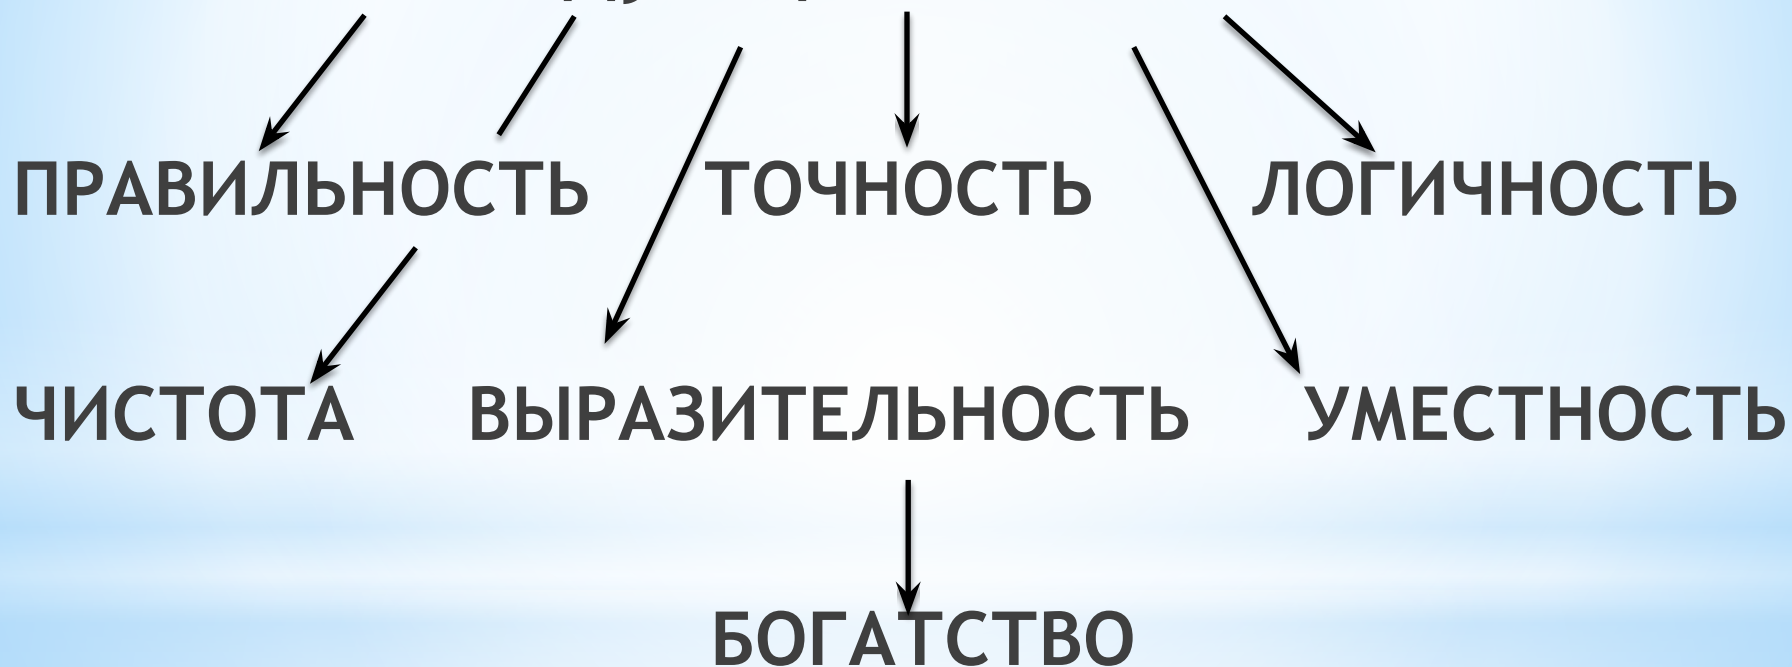 ПРАВИЛЬНОСТЬ ТОЧНОСТЬ ЛОГИЧНОСТЬ
ЧИСТОТА ВЫРАЗИТЕЛЬНОСТЬ УМЕСТНОСТЬ
БОГАТСТВО